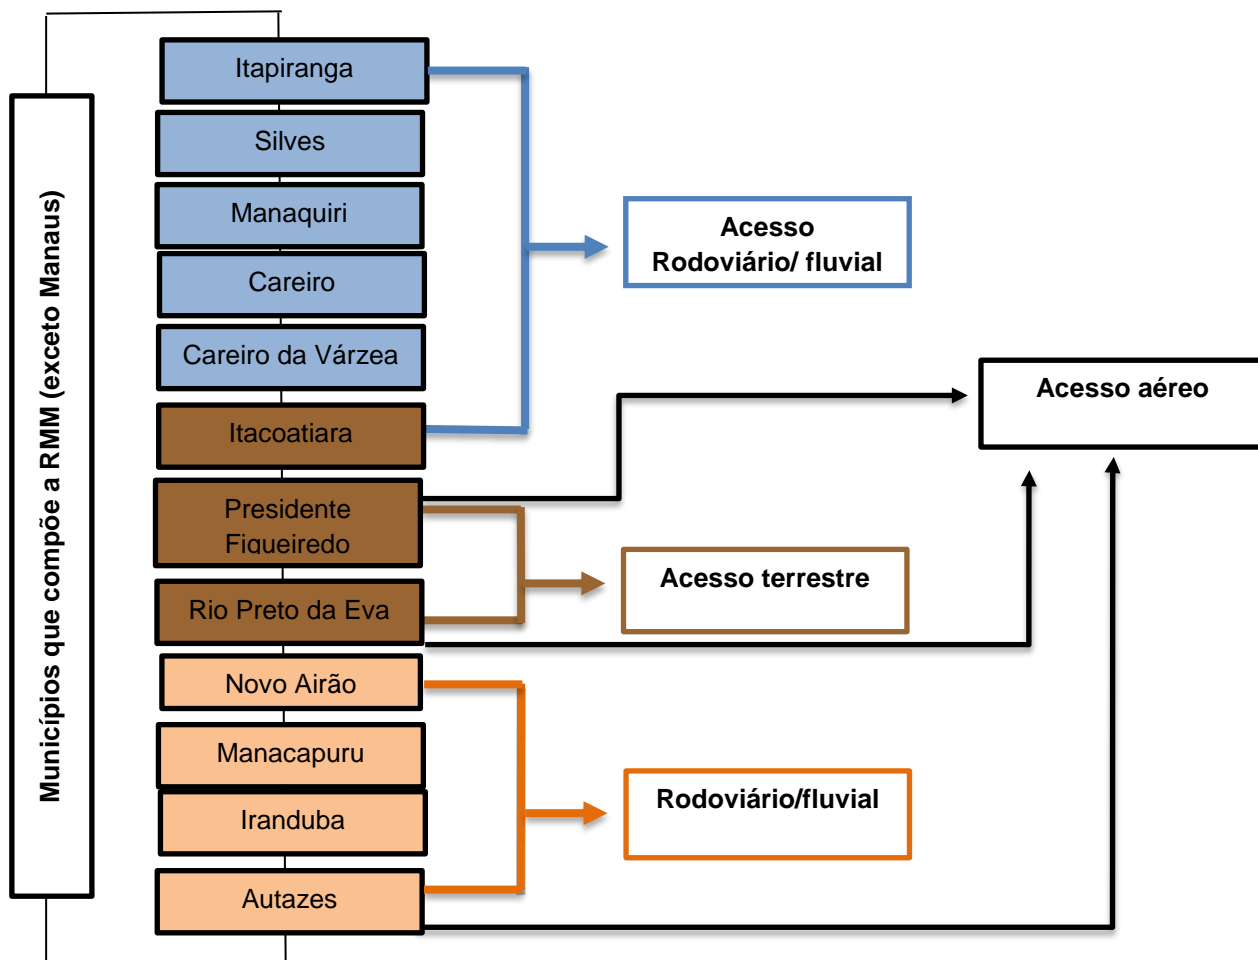 Municípios que compõe a RMM (exceto Manaus)
Itapiranga
Silves
Manaquiri
Careiro
Careiro da Várzea
Itacoatiara
Presidente
Figueiredo
Rio Preto da Eva
Novo Airão
Manacapuru
Iranduba
Autazes
Acesso
Rodoviário/ fluvial
Acesso aéreo
Acesso terrestre
Rodoviário/fluvial